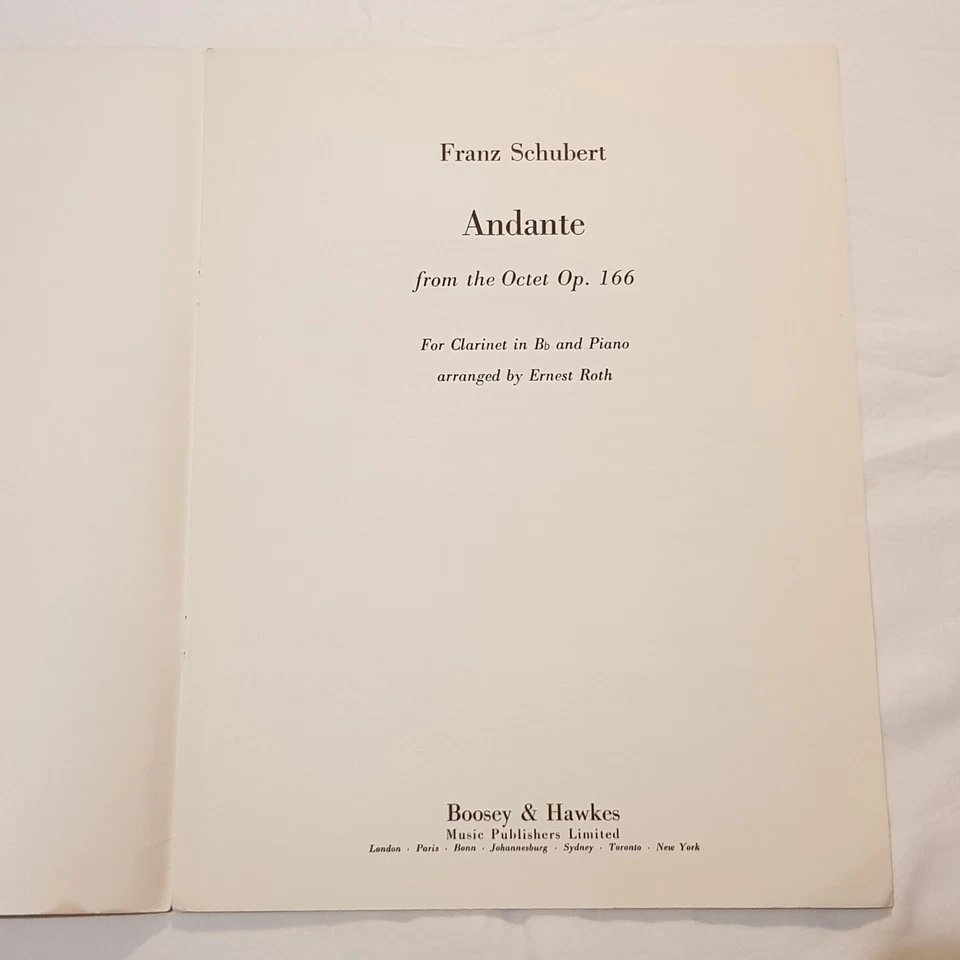 Franz Schubert
Andante
from the Octet Op. 166
For Clarinet in B♭ and Piano
arranged by Ernest Roth
Boosey & Hawkes
Music Publishers Limited
London · Paris · Bonn · Johannesburg · Sydney · Toronto · New York